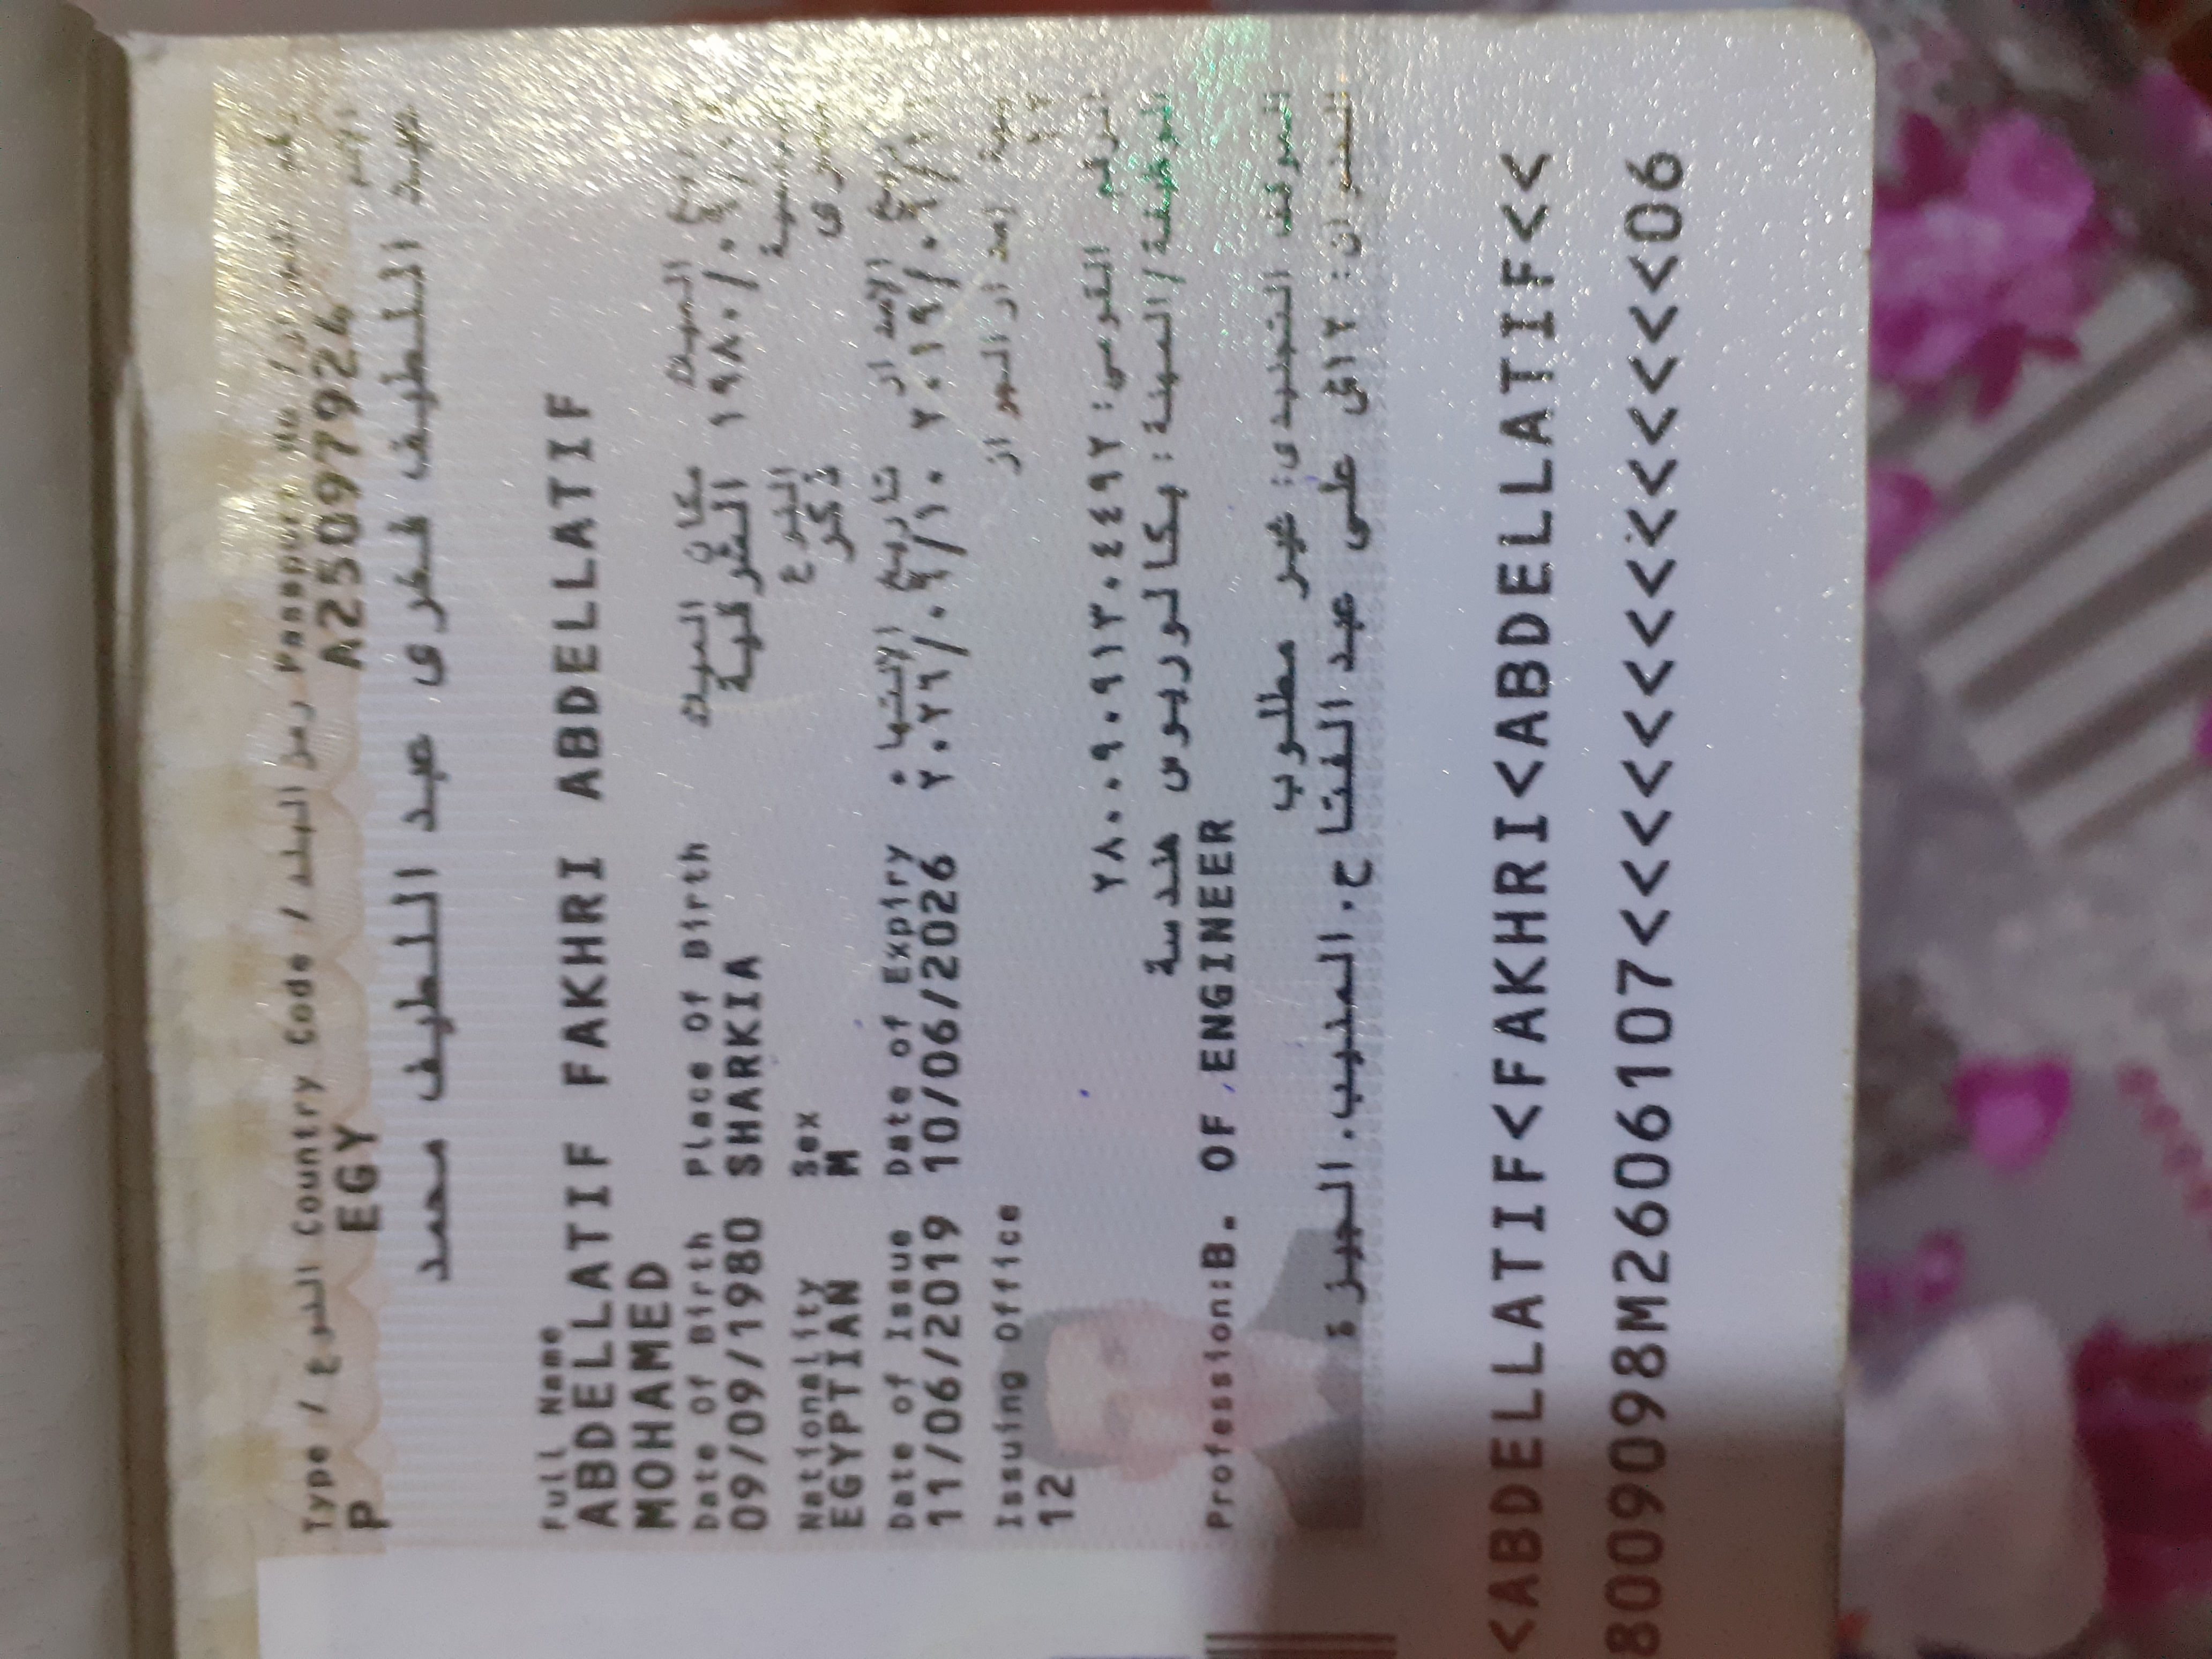 Type / النوع Country Code / رمز البلد Passport No / رقم الجواز
P EGY A25097924
الإسم
عبد اللطيف فخرى عبد اللطيف محمد
Full Name
ABDELLATIF FAKHRI ABDELLATIF
MOHAMED
Date Of Birth Place Of Birth مكان الميلاد تاريخ الميلاد
09/09/1980 SHARKIA الشرقية ١٩٨٠/٠٩/
Nationality Sex النوع الجنسية
EGYPTIAN M ذكر مصرى
Date of Issue Date of Expiry تاريخ الإنتهاء تاريخ الإصدار
11/06/2019 10/06/2026 ٢٠٢٦/٠٦/١٠ ٢٠١٩/٠٦/١١
Issuing Office جهة إصدار الجواز
12 ١٢
الرقم القومى: ٢٨٠٠٩٠٩١٣٠٤٤٩٢
الوظيفة/المهنة: بكالوريوس هندسة
Profession:B. OF ENGINEER
الموقف التجنيدى: غير مطلوب
العنوان: ١٢ش على عبد الفتاح. المنيب. الجيزة
<ABDELLATIF<FAKHRI<ABDELLATIF<<
8009098M2606107<<<<<<<<<<<<<<06